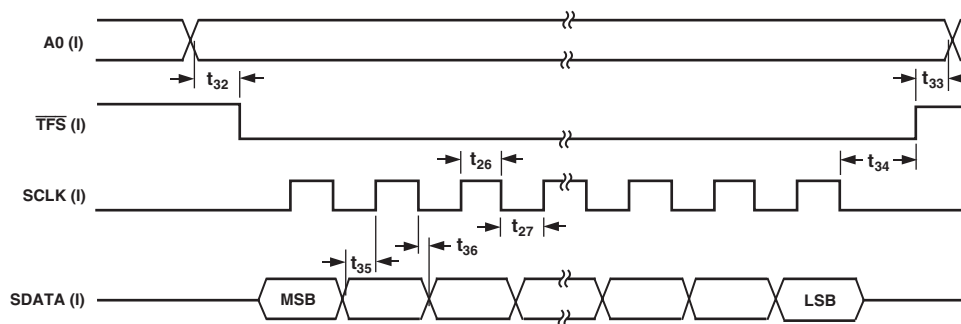 A0 (I)
t32
t33
TFS (I)
t26
t34
SCLK (I)
t27
t36
t35
SDATA (I)
MSB
LSB